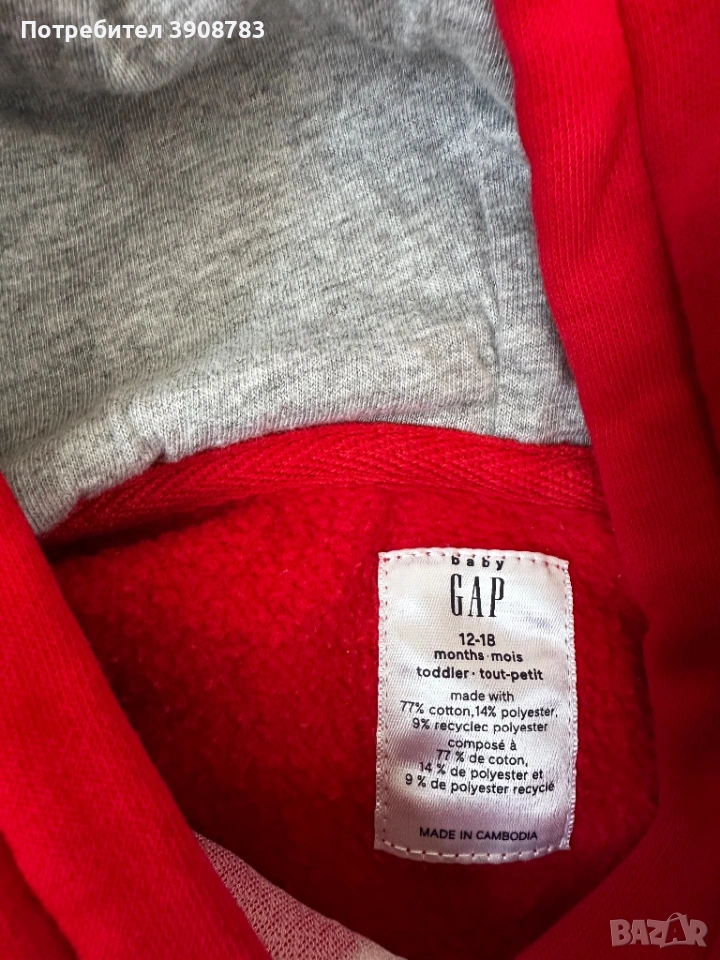 Потребител 3908783
baby
GAP
12-18
months · mois
toddler · tout-petit
made with
77% cotton, 14% polyester,
9% recyclec polyester
composé à
77 % de coton,
14 % de polyester et
9 % de polyester recyclé
MADE IN CAMBODIA
BAZAR